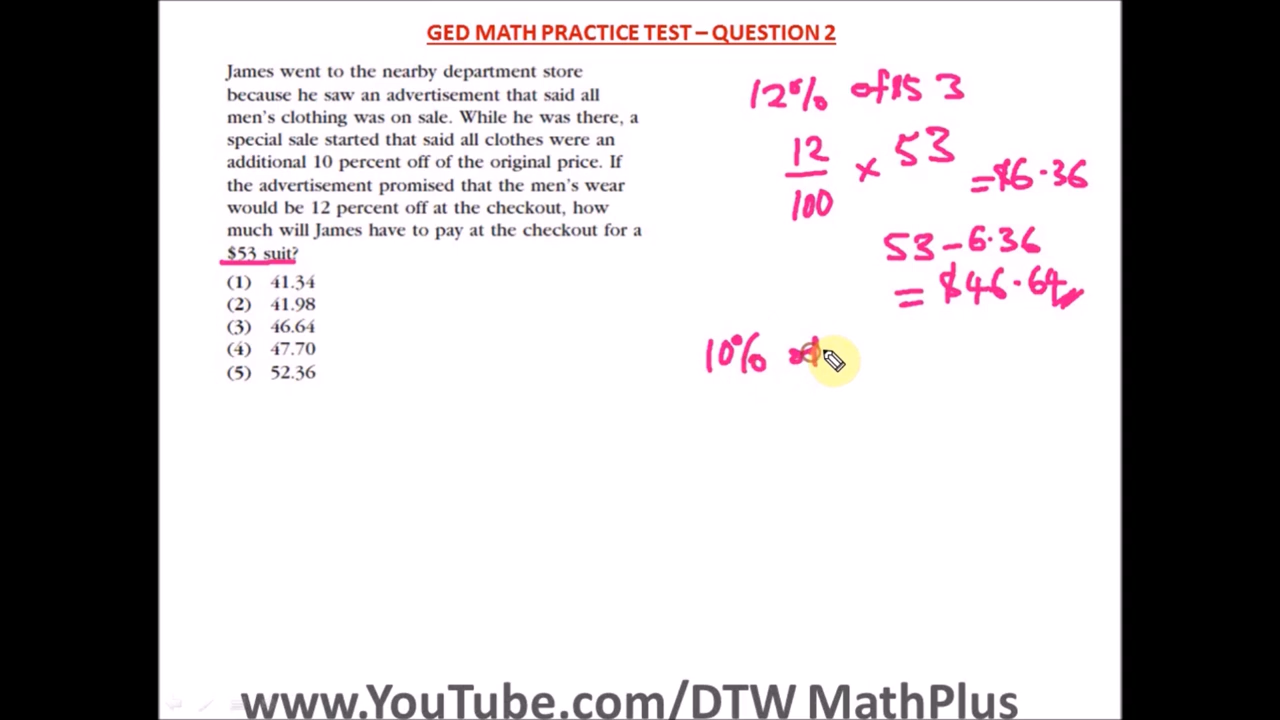 GED MATH PRACTICE TEST – QUESTION 2
James went to the nearby department store
because he saw an advertisement that said all
men's clothing was on sale. While he was there, a
special sale started that said all clothes were an
additional 10 percent off of the original price. If
the advertisement promised that the men's wear
would be 12 percent off at the checkout, how
much will James have to pay at the checkout for a
$53 suit?
(1) 41.34
(2) 41.98
(3) 46.64
(4) 47.70
(5) 52.36
12% of $53
12
100
× 53
= $6.36
53 - 6.36
= $46.64
10%
www.YouTube.com/DTW MathPlus